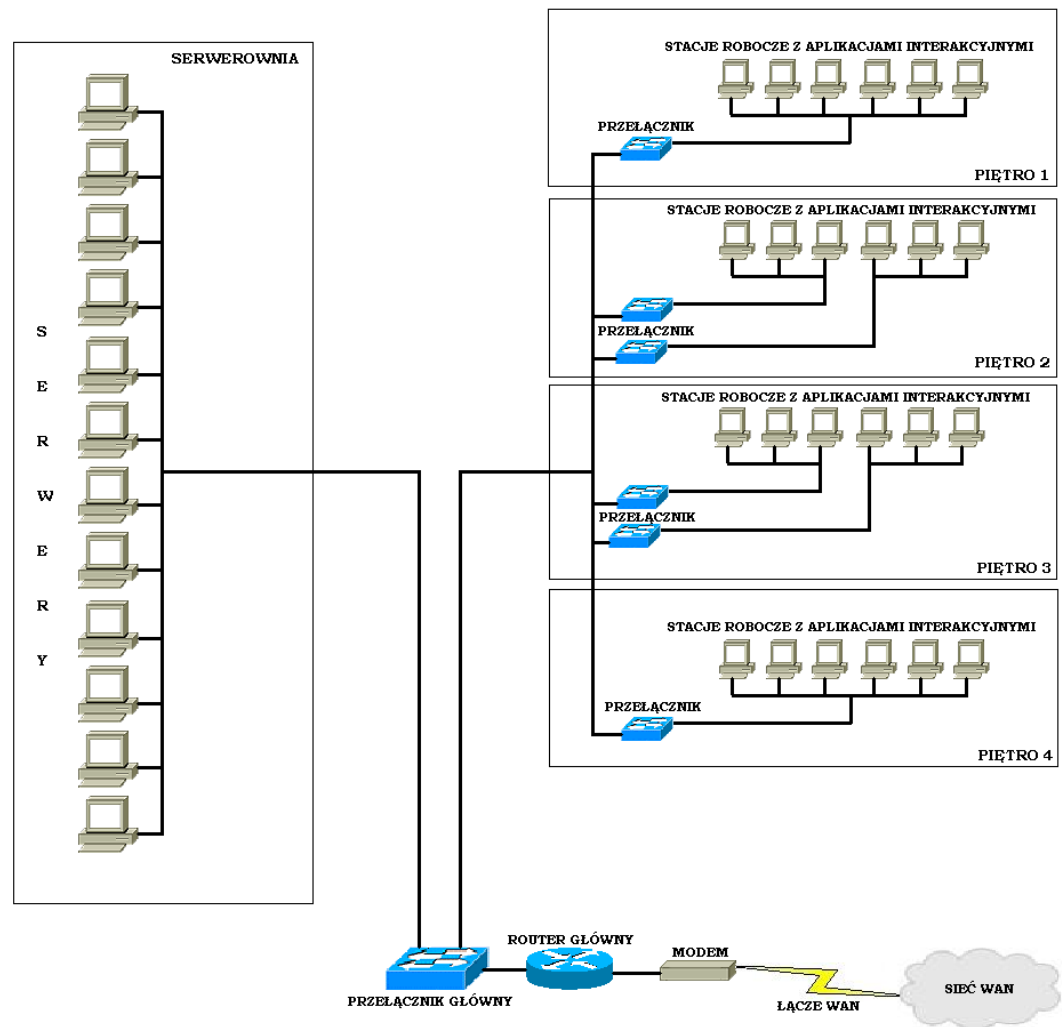 SERWEROWNIA
S
E
R
W
E
R
Y
STACJE ROBOCZE Z APLIKACJAMI INTERAKCYJNYMI
PRZEŁĄCZNIK
PIĘTRO 1
STACJE ROBOCZE Z APLIKACJAMI INTERAKCYJNYMI
PRZEŁĄCZNIK
PIĘTRO 2
STACJE ROBOCZE Z APLIKACJAMI INTERAKCYJNYMI
PRZEŁĄCZNIK
PIĘTRO 3
STACJE ROBOCZE Z APLIKACJAMI INTERAKCYJNYMI
PRZEŁĄCZNIK
PIĘTRO 4
PRZEŁĄCZNIK GŁÓWNY
ROUTER GŁÓWNY
MODEM
ŁĄCZE WAN
SIEĆ WAN